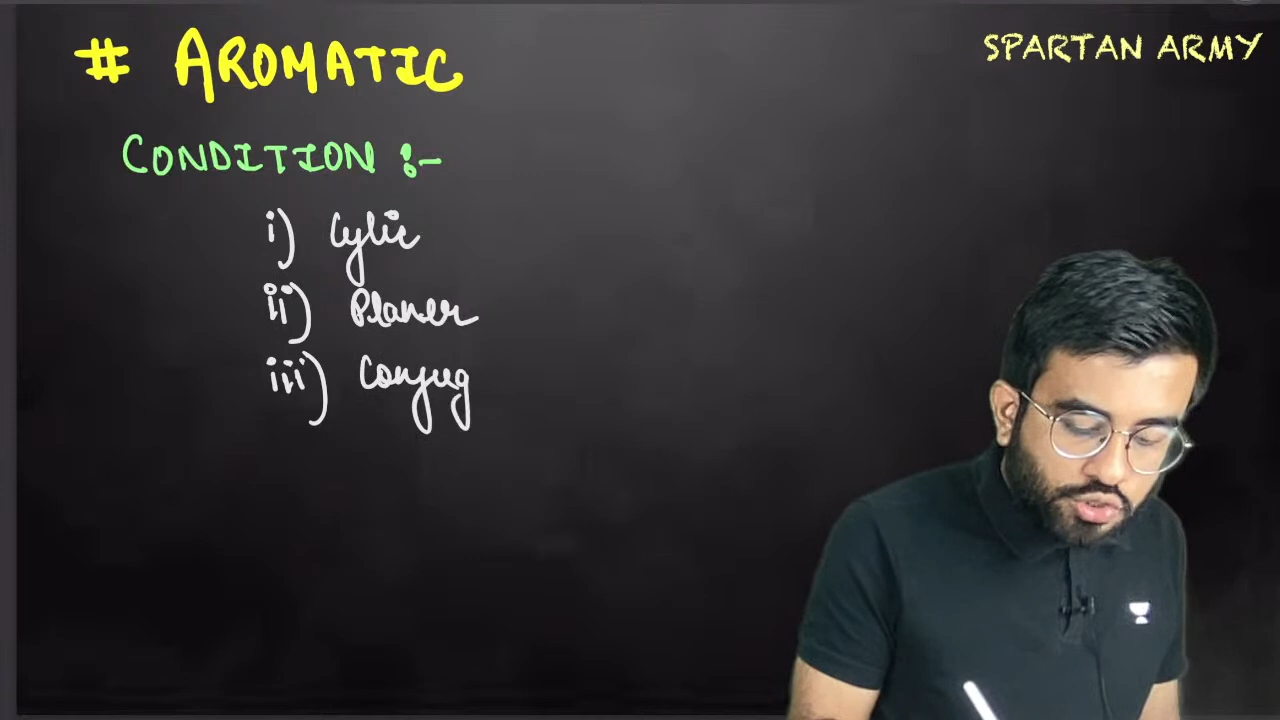 # AROMATIC
SPARTAN ARMY
CONDITION :-
i) Cylic
ii) Planer
iii) Conjug